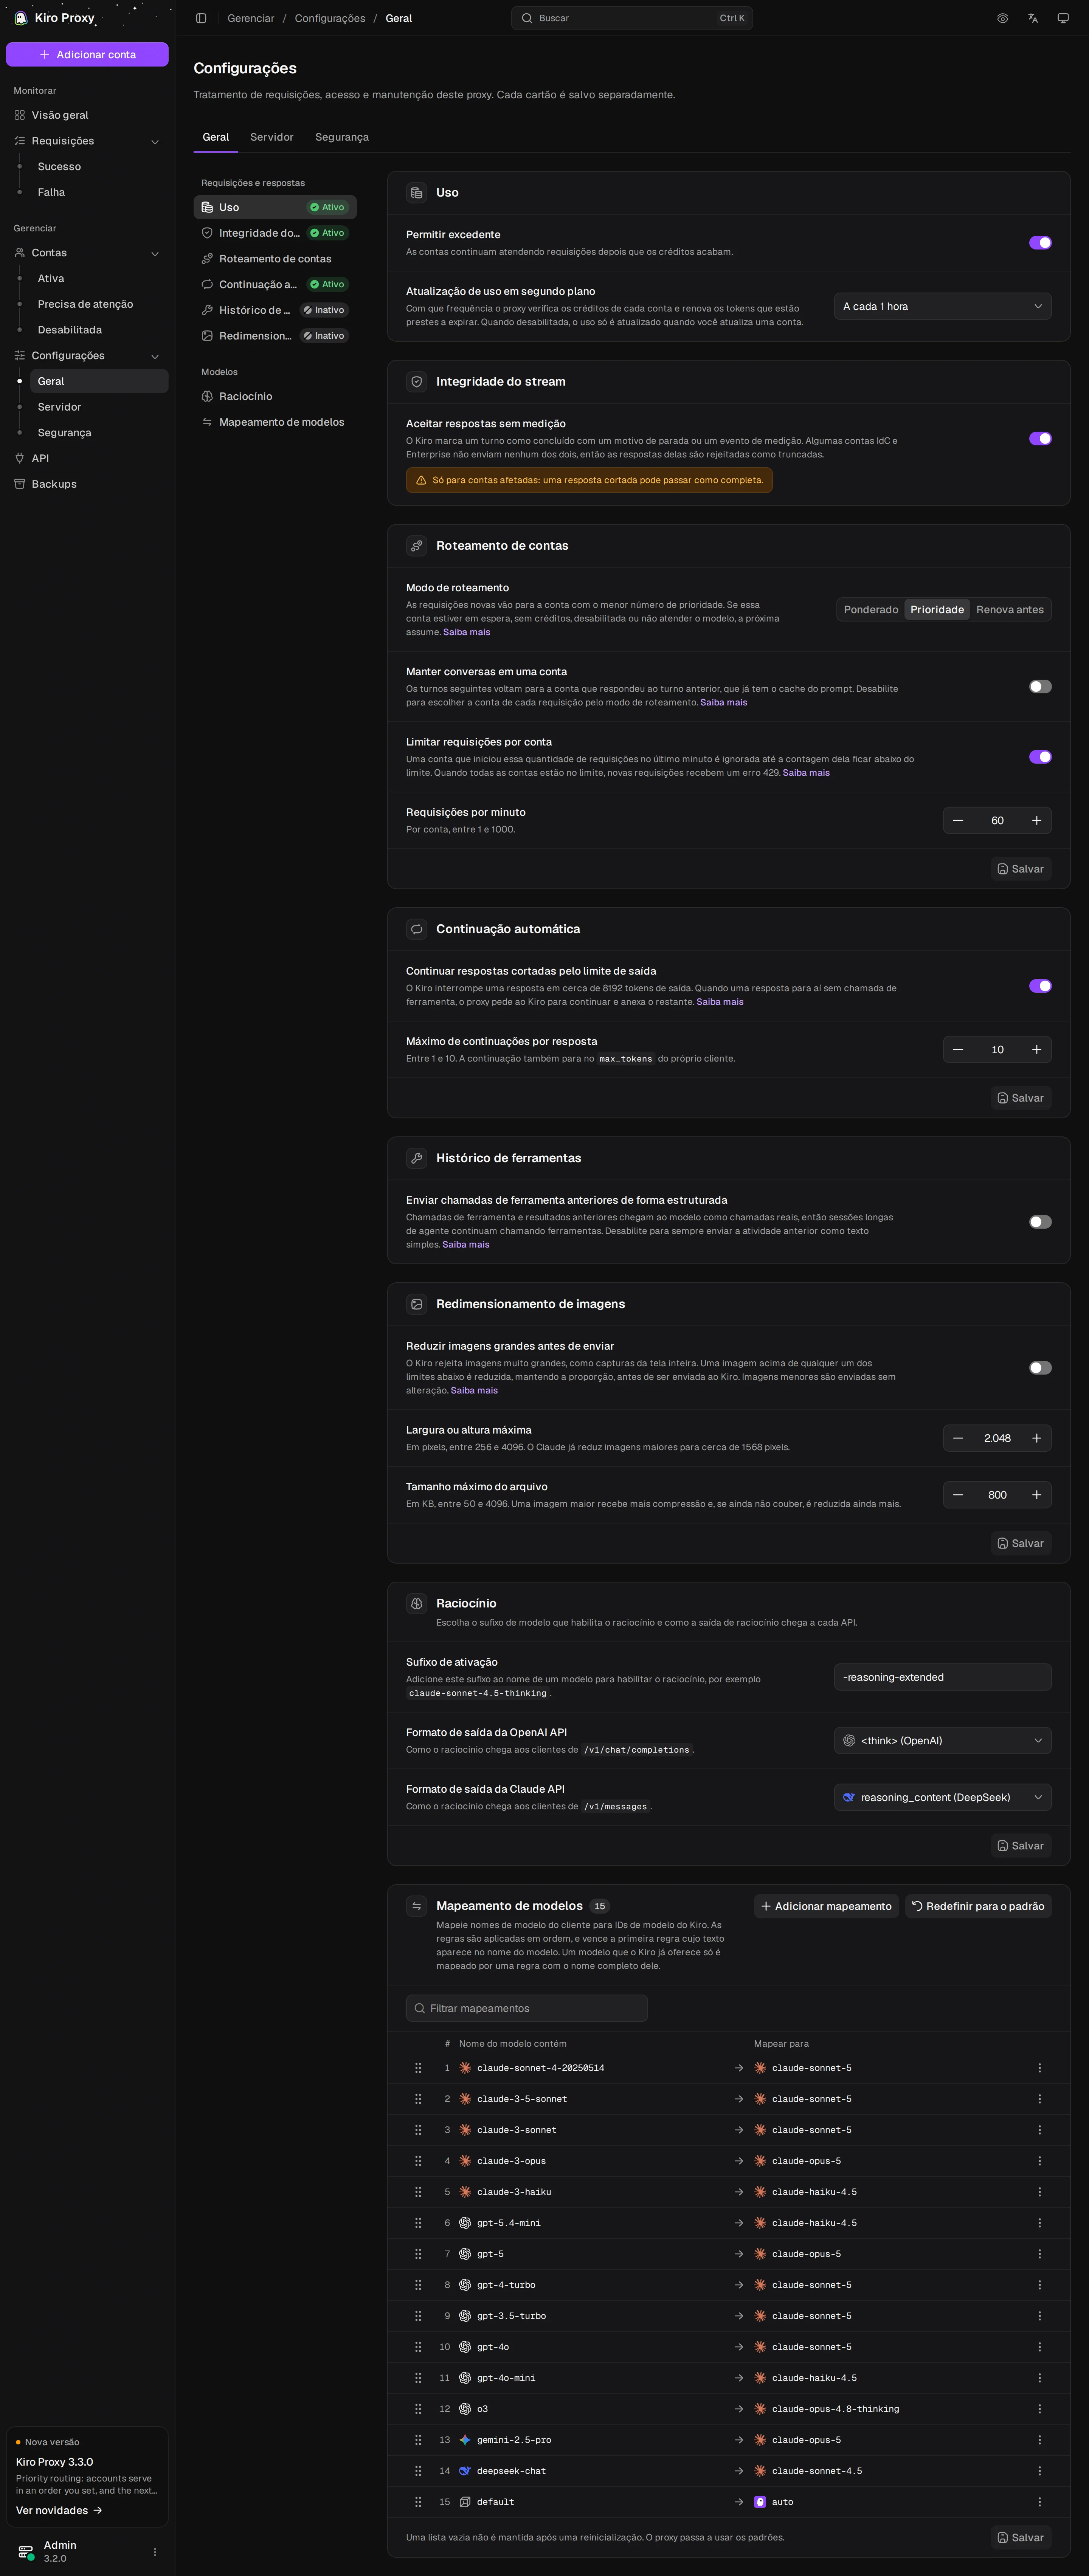 Kiro Proxy
Gerenciar / Configurações / Geral
Buscar
Ctrl K
Adicionar conta
Monitorar
Visão geral
Requisições
Sucesso
Falha
Gerenciar
Contas
Ativa
Precisa de atenção
Desabilitada
Configurações
Geral
Servidor
Segurança
API
Backups
Nova versão
Kiro Proxy 3.3.0
Priority routing: accounts serve
in an order you set, and the next...
Ver novidades
Admin
3.2.0
Configurações
Tratamento de requisições, acesso e manutenção deste proxy. Cada cartão é salvo separadamente.
Geral
Servidor
Segurança
Requisições e respostas
Uso
Ativo
Integridade do...
Ativo
Roteamento de contas
Continuação a...
Ativo
Histórico de ...
Inativo
Redimension...
Inativo
Modelos
Raciocínio
Mapeamento de modelos
Uso
Permitir excedente
As contas continuam atendendo requisições depois que os créditos acabam.
Atualização de uso em segundo plano
Com que frequência o proxy verifica os créditos de cada conta e renova os tokens que estão
prestes a expirar. Quando desabilitada, o uso só é atualizado quando você atualiza uma conta.
A cada 1 hora
Integridade do stream
Aceitar respostas sem medição
O Kiro marca um turno como concluído com um motivo de parada ou um evento de medição. Algumas contas IdC e
Enterprise não enviam nenhum dos dois, então as respostas delas são rejeitadas como truncadas.
Só para contas afetadas: uma resposta cortada pode passar como completa.
Roteamento de contas
Modo de roteamento
As requisições novas vão para a conta com o menor número de prioridade. Se essa
conta estiver em espera, sem créditos, desabilitada ou não atender o modelo, a próxima
assume. Saiba mais
Ponderado
Prioridade
Renova antes
Manter conversas em uma conta
Os turnos seguintes voltam para a conta que respondeu ao turno anterior, que já tem o cache do prompt. Desabilite
para escolher a conta de cada requisição pelo modo de roteamento. Saiba mais
Limitar requisições por conta
Uma conta que iniciou essa quantidade de requisições no último minuto é ignorada até a contagem dela ficar abaixo do
limite. Quando todas as contas estão no limite, novas requisições recebem um erro 429. Saiba mais
Requisições por minuto
Por conta, entre 1 e 1000.
60
Salvar
Continuação automática
Continuar respostas cortadas pelo limite de saída
O Kiro interrompe uma resposta em cerca de 8192 tokens de saída. Quando uma resposta para aí sem chamada de
ferramenta, o proxy pede ao Kiro para continuar e anexa o restante. Saiba mais
Máximo de continuações por resposta
Entre 1 e 10. A continuação também para no max_tokens do próprio cliente.
10
Salvar
Histórico de ferramentas
Enviar chamadas de ferramenta anteriores de forma estruturada
Chamadas de ferramenta e resultados anteriores chegam ao modelo como chamadas reais, então sessões longas
de agente continuam chamando ferramentas. Desabilite para sempre enviar a atividade anterior como texto
simples. Saiba mais
Redimensionamento de imagens
Reduzir imagens grandes antes de enviar
O Kiro rejeita imagens muito grandes, como capturas da tela inteira. Uma imagem acima de qualquer um dos
limites abaixo é reduzida, mantendo a proporção, antes de ser enviada ao Kiro. Imagens menores são enviadas sem
alteração. Saiba mais
Largura ou altura máxima
Em pixels, entre 256 e 4096. O Claude já reduz imagens maiores para cerca de 1568 pixels.
2.048
Tamanho máximo do arquivo
Em KB, entre 50 e 4096. Uma imagem maior recebe mais compressão e, se ainda não couber, é reduzida ainda mais.
800
Salvar
Raciocínio
Escolha o sufixo de modelo que habilita o raciocínio e como a saída de raciocínio chega a cada API.
Sufixo de ativação
Adicione este sufixo ao nome de um modelo para habilitar o raciocínio, por exemplo
claude-sonnet-4.5-thinking.
-reasoning-extended
Formato de saída da OpenAI API
Como o raciocínio chega aos clientes de /v1/chat/completions.
<think> (OpenAI)
Formato de saída da Claude API
Como o raciocínio chega aos clientes de /v1/messages.
reasoning_content (DeepSeek)
Salvar
Mapeamento de modelos 15
Adicionar mapeamento
Redefinir para o padrão
Mapeie nomes de modelo do cliente para IDs de modelo do Kiro. As
regras são aplicadas em ordem, e vence a primeira regra cujo texto
aparece no nome do modelo. Um modelo que o Kiro já oferece só é
mapeado por uma regra com o nome completo dele.
Filtrar mapeamentos
# Nome do modelo contém Mapear para
1 claude-sonnet-4-20250514 → claude-sonnet-5
2 claude-3-5-sonnet → claude-sonnet-5
3 claude-3-sonnet → claude-sonnet-5
4 claude-3-opus → claude-opus-5
5 claude-3-haiku → claude-haiku-4.5
6 gpt-5.4-mini → claude-haiku-4.5
7 gpt-5 → claude-opus-5
8 gpt-4-turbo → claude-sonnet-5
9 gpt-3.5-turbo → claude-sonnet-5
10 gpt-4o → claude-sonnet-5
11 gpt-4o-mini → claude-haiku-4.5
12 o3 → claude-opus-4.8-thinking
13 gemini-2.5-pro → claude-opus-5
14 deepseek-chat → claude-sonnet-4.5
15 default → auto
Uma lista vazia não é mantida após uma reinicialização. O proxy passa a usar os padrões.
Salvar